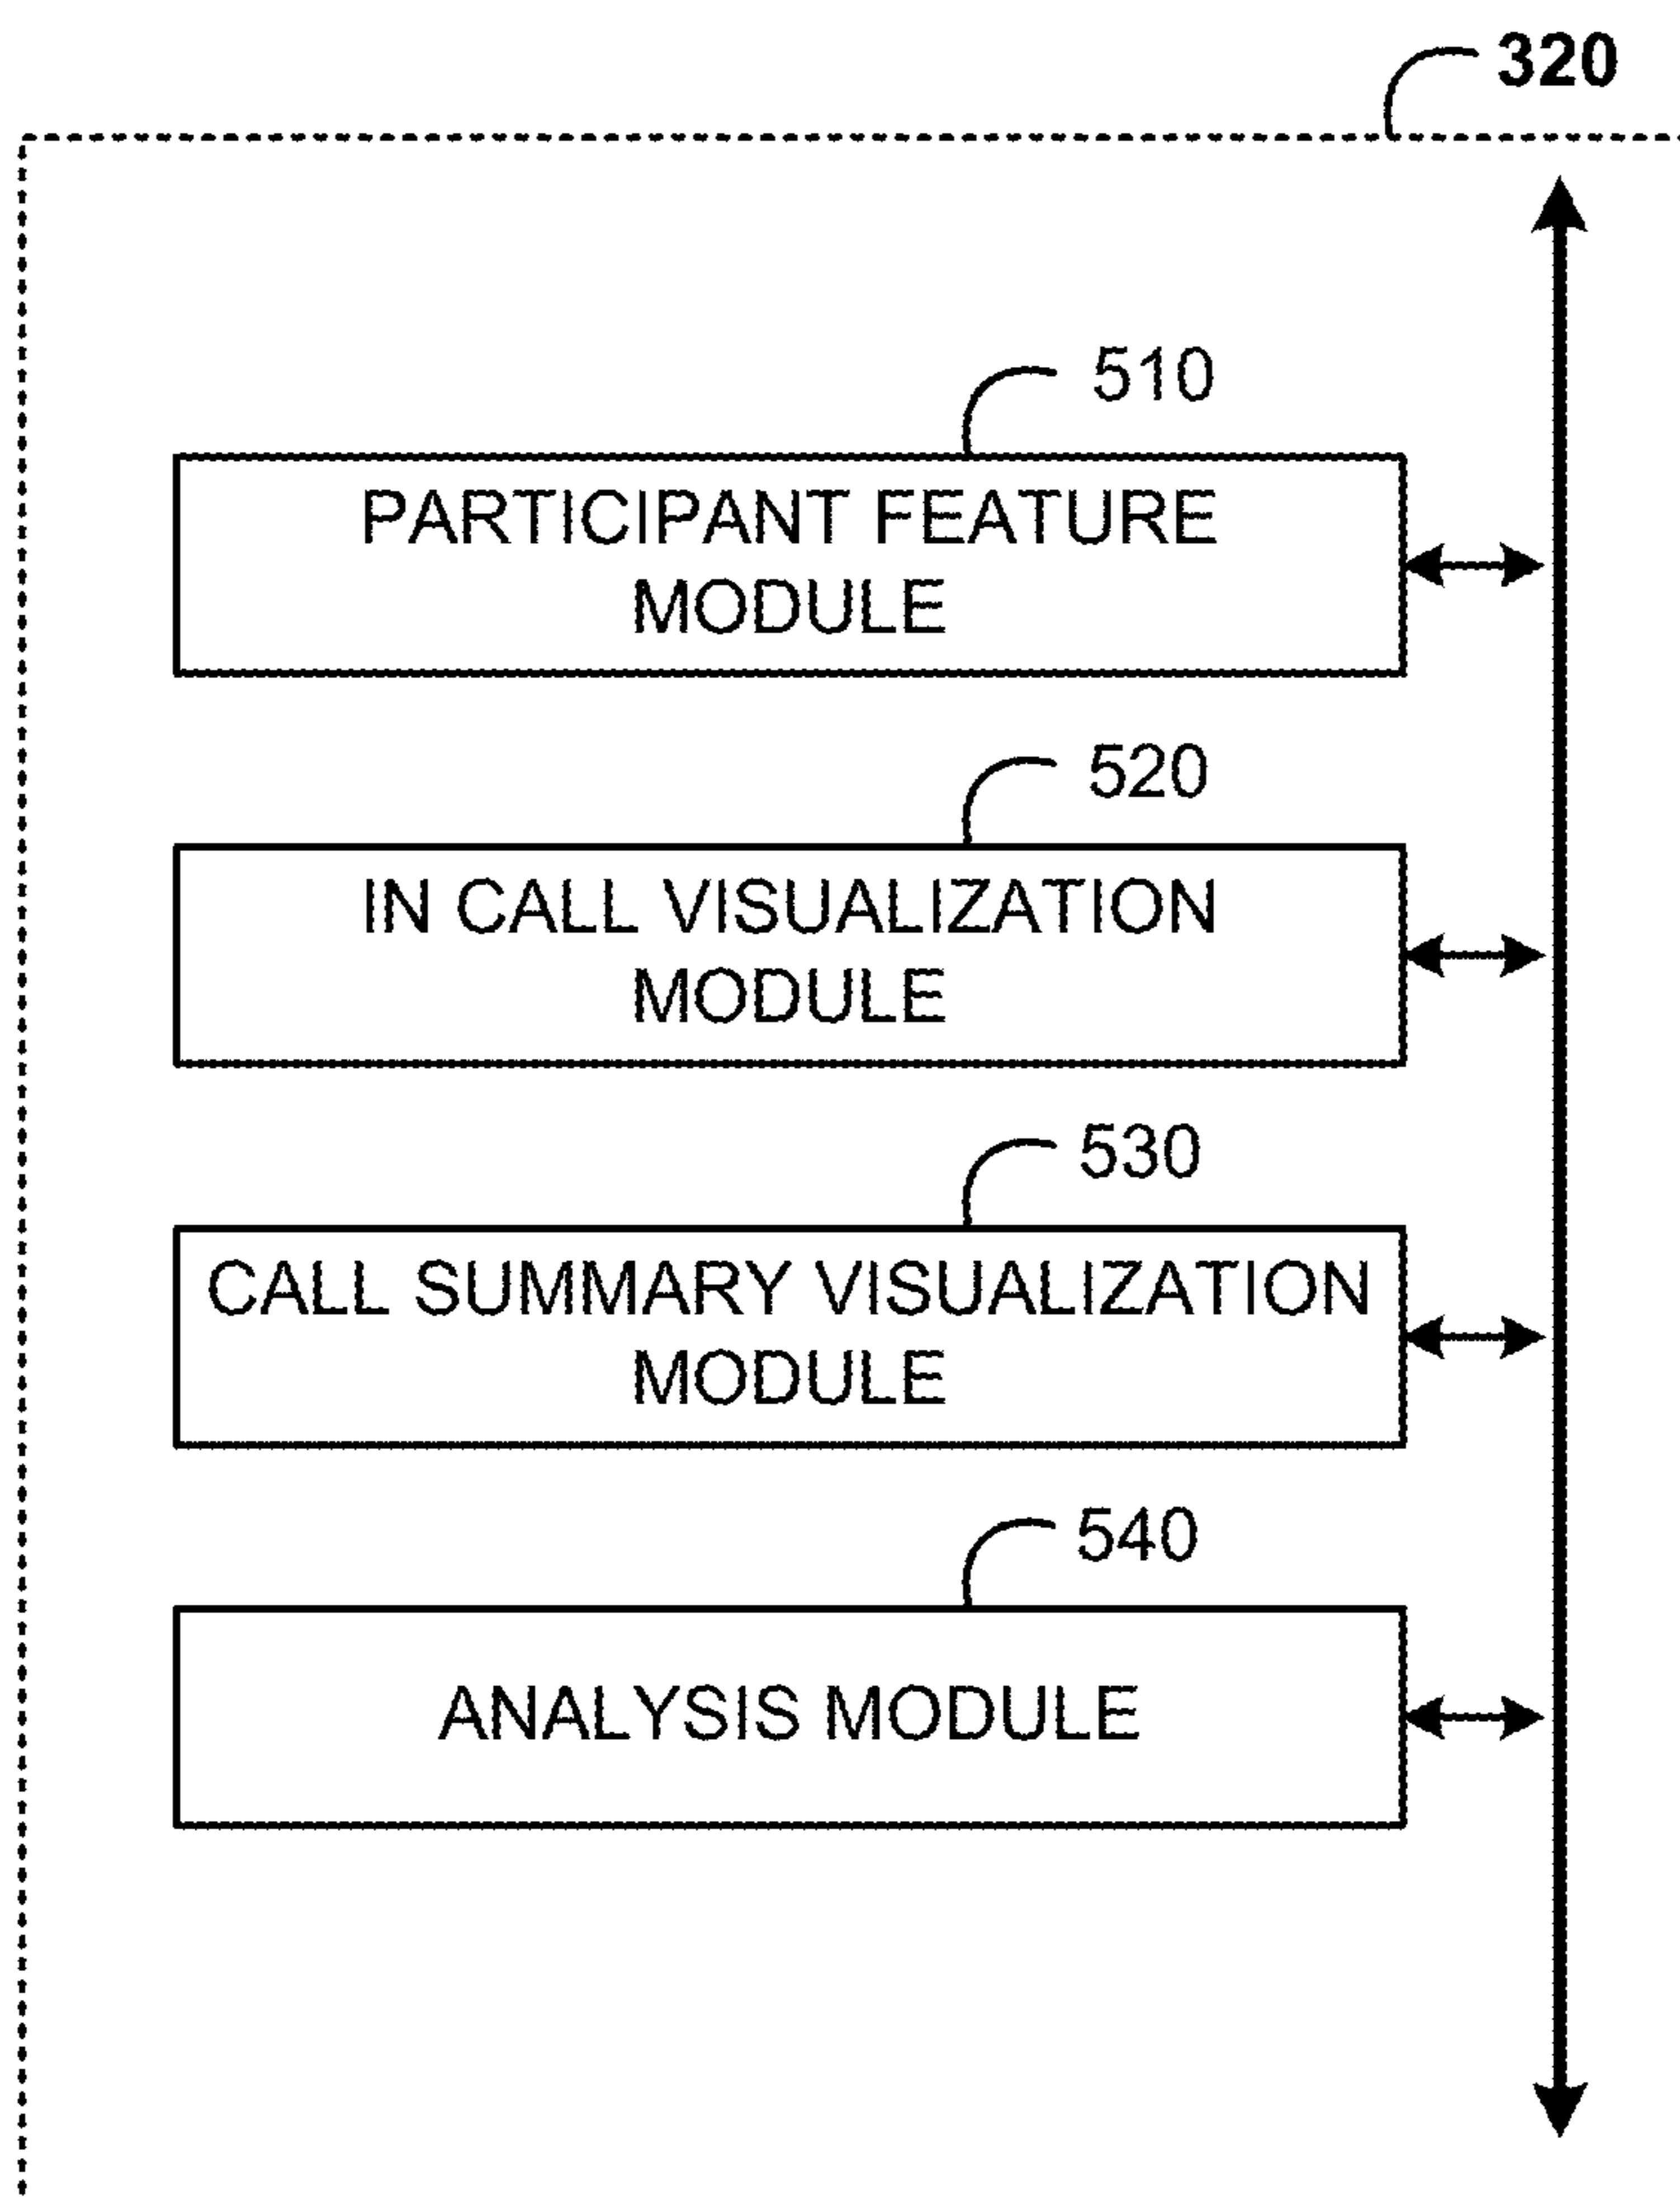 320
510
PARTICIPANT FEATURE
MODULE
520
IN CALL VISUALIZATION
MODULE
530
CALL SUMMARY VISUALIZATION
MODULE
540
ANALYSIS MODULE